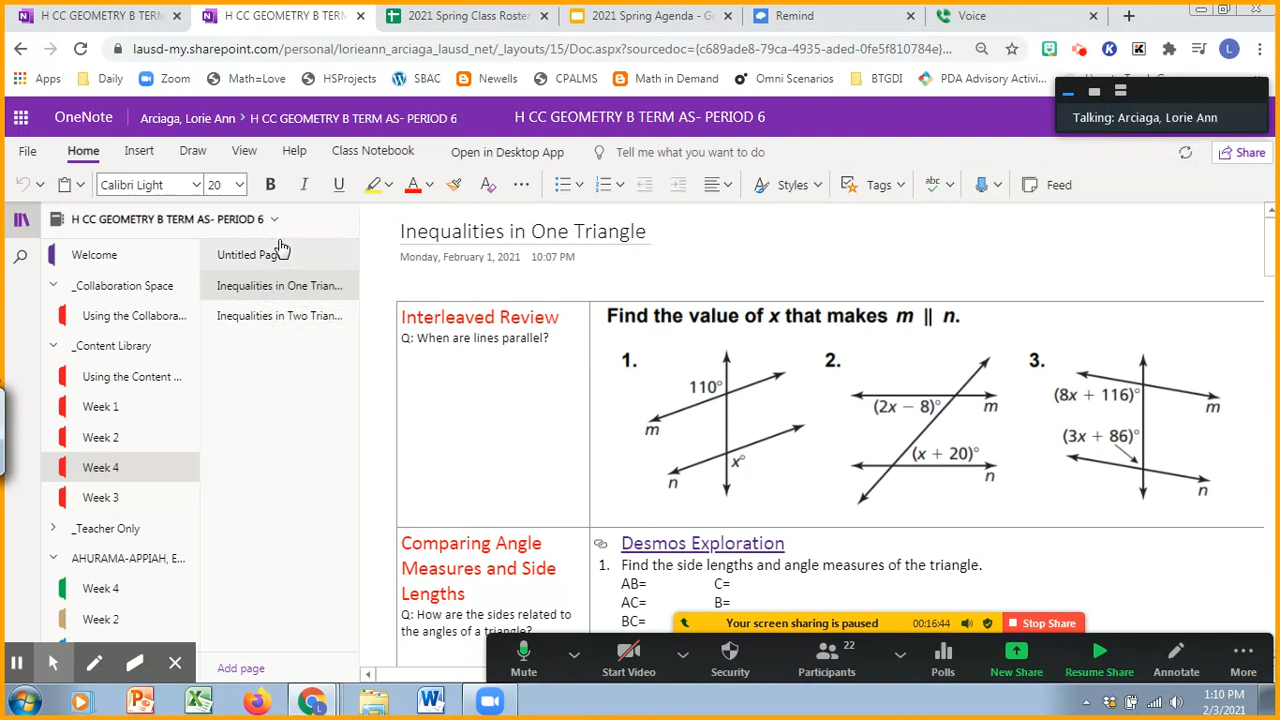 H CC GEOMETRY B TERM AS- PERIOD
H CC GEOMETRY B TERM AS- PERIOD
2021 Spring Class Roster
2021 Spring Agenda - Go
Remind
Voice
lausd-my.sharepoint.com/personal/lorieann_arciaga_lausd_net/_layouts/15/Doc.aspx?sourcedoc={c689ade8-79ca-4935-aded-0fe5f810784e}...
L
Apps
Daily
Zoom
Math=Love
HSProjects
SBAC
Newells
CPALMS
Math in Demand
Omni Scenarios
BTGDI
PDA Advisory Activi...
Talking: Arciaga, Lorie Ann
OneNote
Arciaga, Lorie Ann > H CC GEOMETRY B TERM AS- PERIOD 6
H CC GEOMETRY B TERM AS- PERIOD 6
File Home Insert Draw View Help Class Notebook Open in Desktop App Tell me what you want to do Share
Calibri Light 20 B I U A Styles Tags abc Feed
H CC GEOMETRY B TERM AS- PERIOD 6
Welcome
_Collaboration Space
Using the Collabora...
_Content Library
Using the Content ...
Week 1
Week 2
Week 4
Week 3
_Teacher Only
AHURAMA-APPIAH, E...
Week 4
Week 2
Untitled Page
Inequalities in One Trian...
Inequalities in Two Trian...
Add page
Inequalities in One Triangle
Monday, February 1, 2021 10:07 PM
Interleaved Review
Q: When are lines parallel?
Find the value of x that makes m ∥ n.
1.
110°
m
x°
n
2.
(2x − 8)°
m
(x + 20)°
n
3.
(8x + 116)°
m
(3x + 86)°
n
Comparing Angle
Measures and Side
Lengths
Q: How are the sides related to
the angles of a triangle?
Desmos Exploration
1. Find the side lengths and angle measures of the triangle.
AB= C=
AC= B=
BC=
Your screen sharing is paused 00:16:44 Stop Share
Mute
Start Video
Security
22
Participants
Polls
New Share
Resume Share
Annotate
More
1:10 PM
2/3/2021